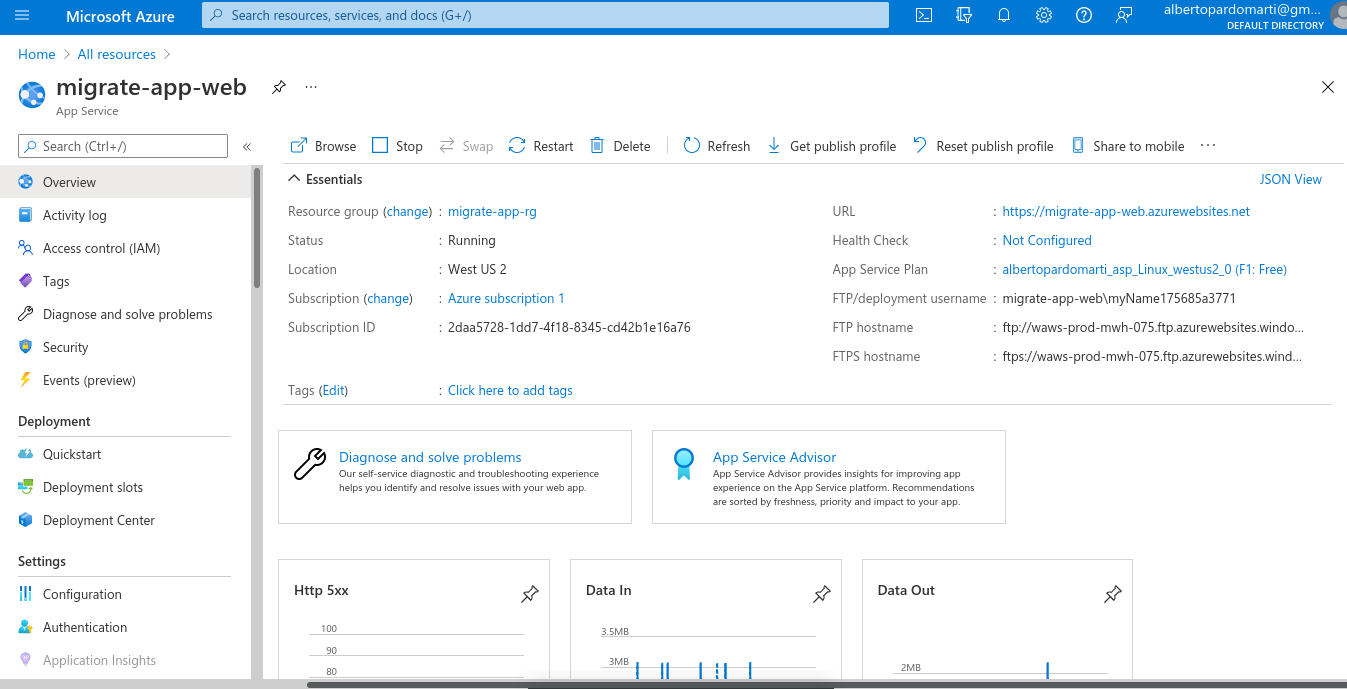 Microsoft Azure
Search resources, services, and docs (G+/)
albertopardomarti@gm...
DEFAULT DIRECTORY
Home > All resources >
migrate-app-web
...
App Service
Search (Ctrl+/)
«
Overview
Activity log
Access control (IAM)
Tags
Diagnose and solve problems
Security
Events (preview)
Deployment
Quickstart
Deployment slots
Deployment Center
Settings
Configuration
Authentication
Application Insights
Browse Stop Swap Restart Delete Refresh Get publish profile Reset publish profile Share to mobile ...
Essentials
JSON View
Resource group (change) : migrate-app-rg
Status : Running
Location : West US 2
Subscription (change) : Azure subscription 1
Subscription ID : 2daa5728-1dd7-4f18-8345-cd42b1e16a76
URL : https://migrate-app-web.azurewebsites.net
Health Check : Not Configured
App Service Plan : albertopardomarti_asp_Linux_westus2_0 (F1: Free)
FTP/deployment username : migrate-app-web\myName175685a3771
FTP hostname : ftp://waws-prod-mwh-075.ftp.azurewebsites.windo...
FTPS hostname : ftps://waws-prod-mwh-075.ftp.azurewebsites.wind...
Tags (Edit) : Click here to add tags
Diagnose and solve problems
Our self-service diagnostic and troubleshooting experience
helps you identify and resolve issues with your web app.
App Service Advisor
App Service Advisor provides insights for improving app
experience on the App Service platform. Recommendations
are sorted by freshness, priority and impact to your app.
Http 5xx
100
90
80
Data In
3.5MB
3MB
Data Out
2MB